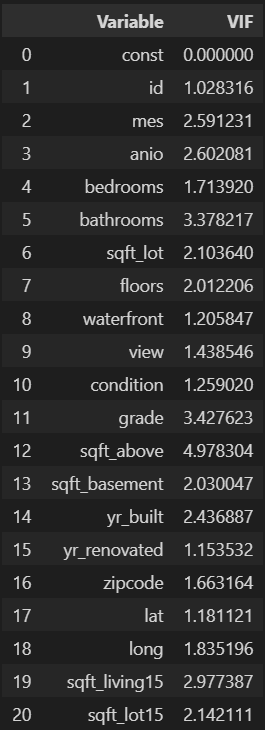 Variable VIF
0 const 0.000000
1 id 1.028316
2 mes 2.591231
3 anio 2.602081
4 bedrooms 1.713920
5 bathrooms 3.378217
6 sqft_lot 2.103640
7 floors 2.012206
8 waterfront 1.205847
9 view 1.438546
10 condition 1.259020
11 grade 3.427623
12 sqft_above 4.978304
13 sqft_basement 2.030047
14 yr_built 2.436887
15 yr_renovated 1.153532
16 zipcode 1.663164
17 lat 1.181121
18 long 1.835196
19 sqft_living15 2.977387
20 sqft_lot15 2.142111